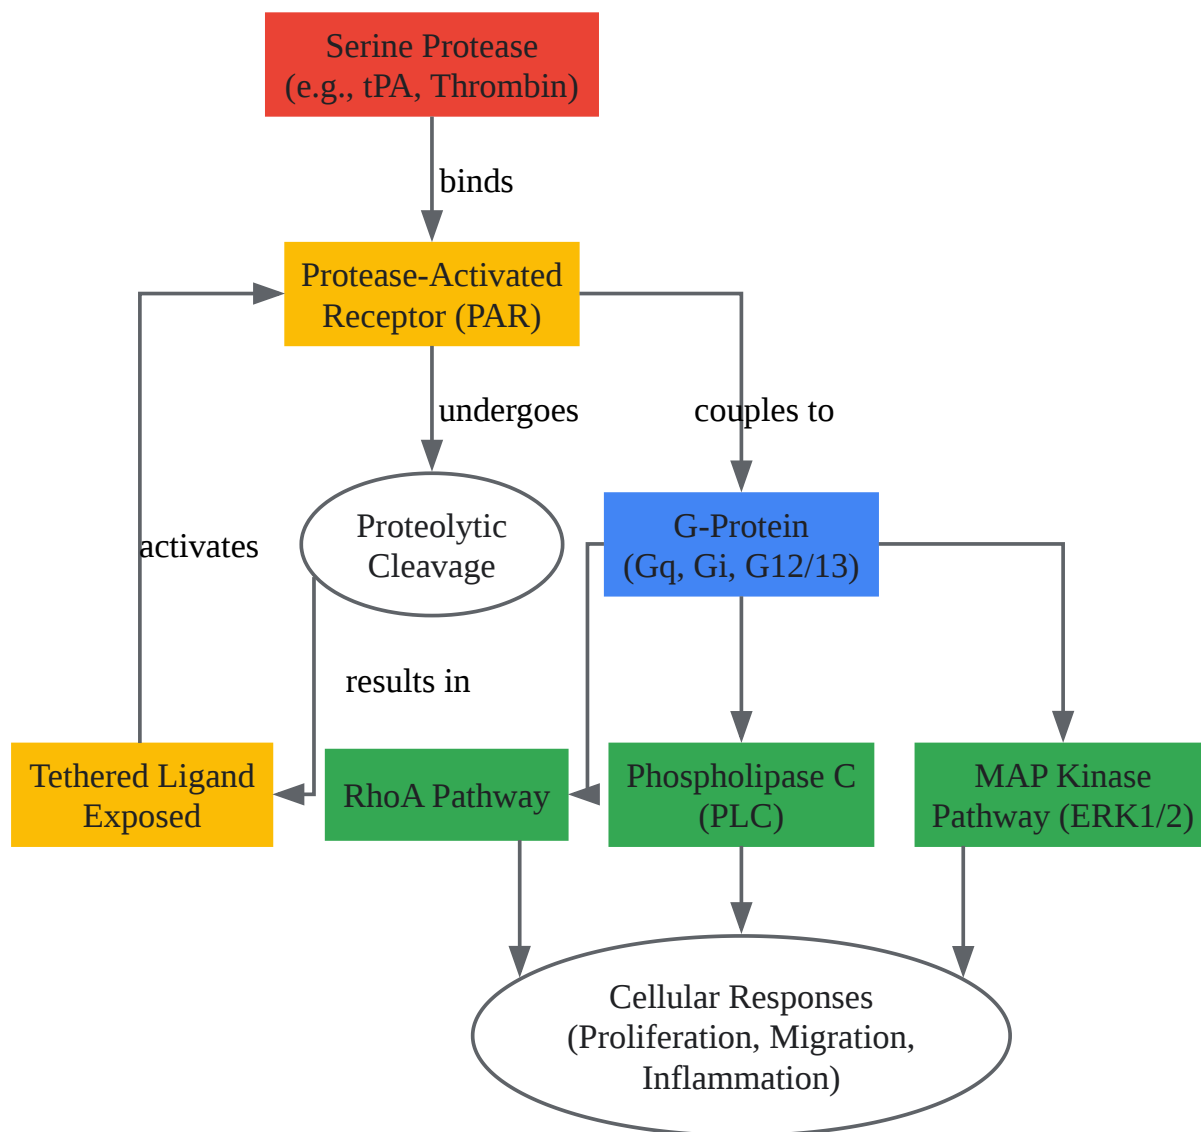 Serine Protease
(e.g., tPA, Thrombin)
binds
Protease-Activated
Receptor (PAR)
undergoes
couples to
Proteolytic
Cleavage
G-Protein
(Gq, Gi, G12/13)
activates
results in
Tethered Ligand
Exposed
RhoA Pathway
Phospholipase C
(PLC)
MAP Kinase
Pathway (ERK1/2)
Cellular Responses
(Proliferation, Migration,
Inflammation)